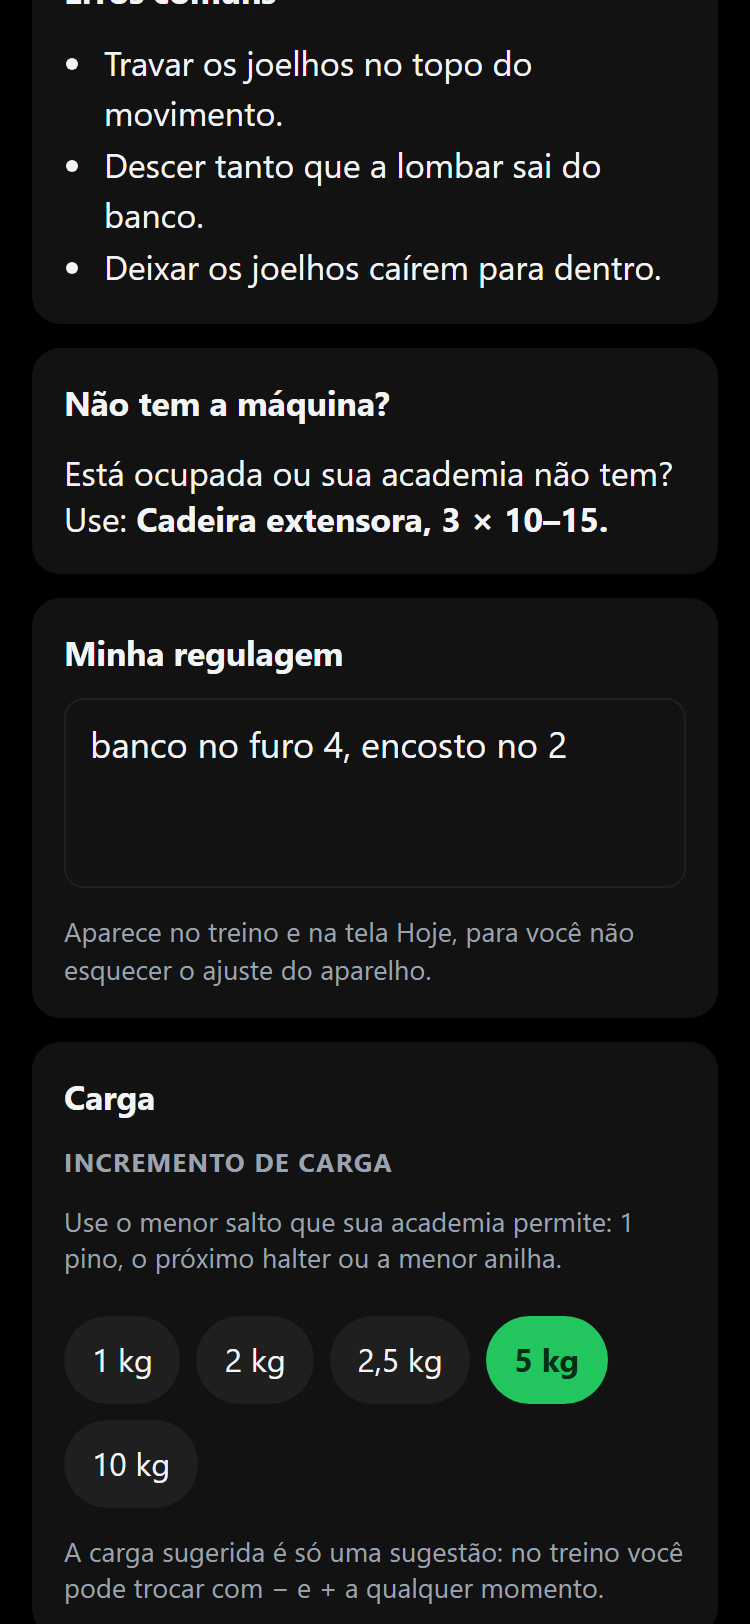 Erros comuns
Travar os joelhos no topo do
movimento.
Descer tanto que a lombar sai do
banco.
Deixar os joelhos caírem para dentro.
Não tem a máquina?
Está ocupada ou sua academia não tem?
Use: Cadeira extensora, 3 × 10–15.
Minha regulagem
banco no furo 4, encosto no 2
Aparece no treino e na tela Hoje, para você não
esquecer o ajuste do aparelho.
Carga
INCREMENTO DE CARGA
Use o menor salto que sua academia permite: 1
pino, o próximo halter ou a menor anilha.
1 kg
2 kg
2,5 kg
5 kg
10 kg
A carga sugerida é só uma sugestão: no treino você
pode trocar com − e + a qualquer momento.